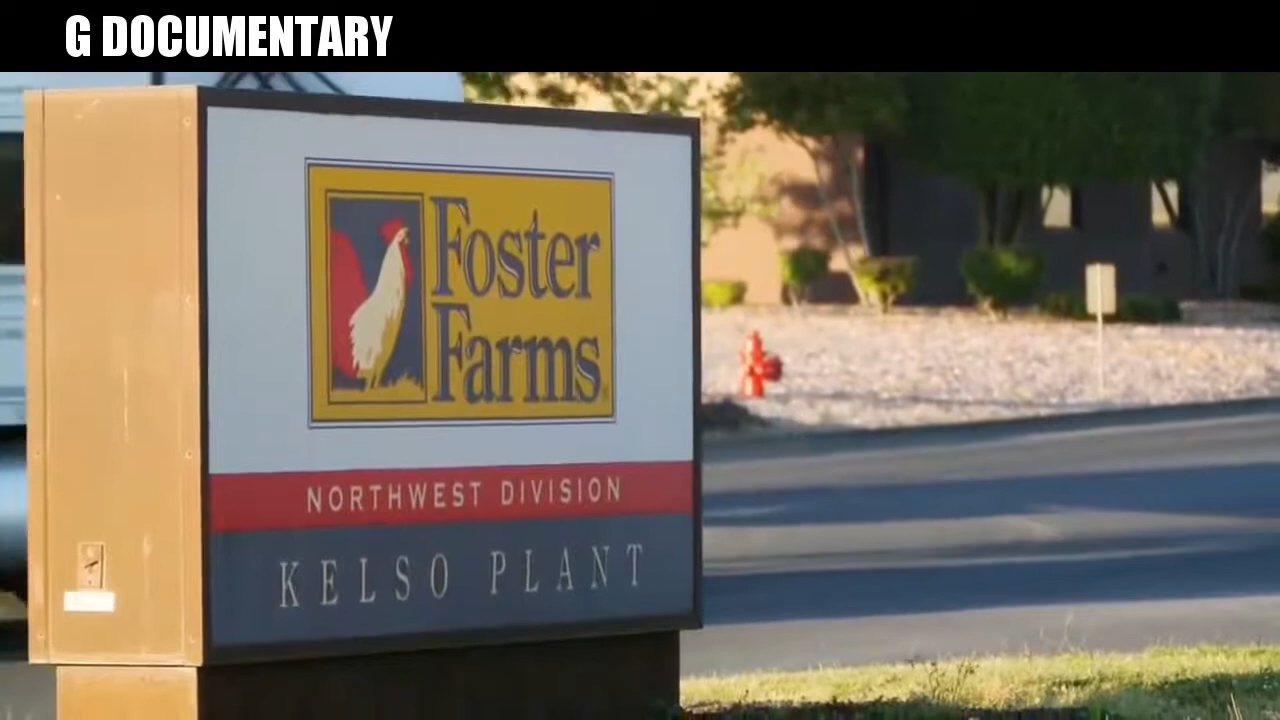 G DOCUMENTARY
Foster
Farms
NORTHWEST DIVISION
KELSO PLANT